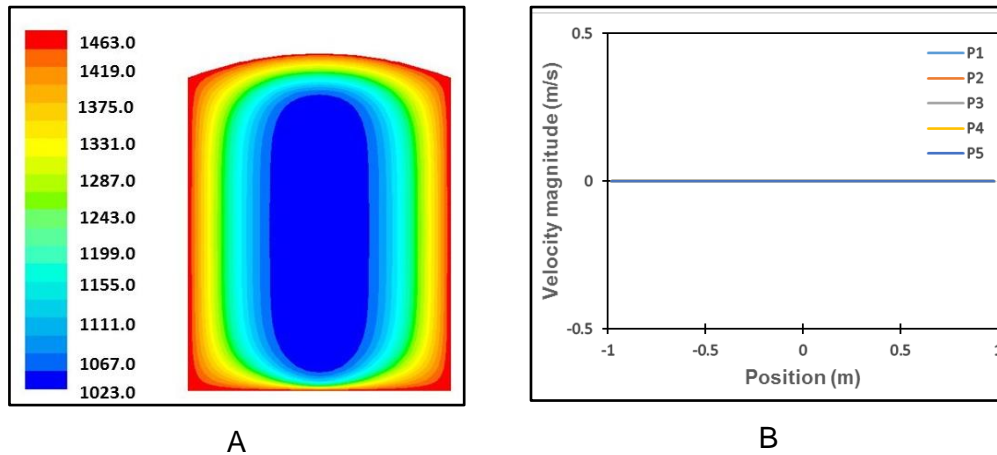 1463.0
1419.0
1375.0
1331.0
1287.0
1243.0
1199.0
1155.0
1111.0
1067.0
1023.0
A
Velocity magnitude (m/s)
0.5
0
-0.5
-1
-0.5
0
0.5
1
Position (m)
P1
P2
P3
P4
P5
B